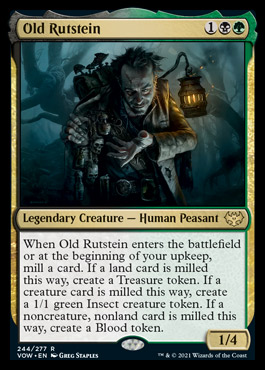 Old Rutstein
1
Legendary Creature — Human Peasant
When Old Rutstein enters the battlefield
or at the beginning of your upkeep,
mill a card. If a land card is milled
this way, create a Treasure token. If a
creature card is milled this way, create
a 1/1 green Insect creature token. If a
noncreature, nonland card is milled this
way, create a Blood token.
1/4
244/277 R
VOW • EN Greg Staples
™ & © 2021 Wizards of the Coast